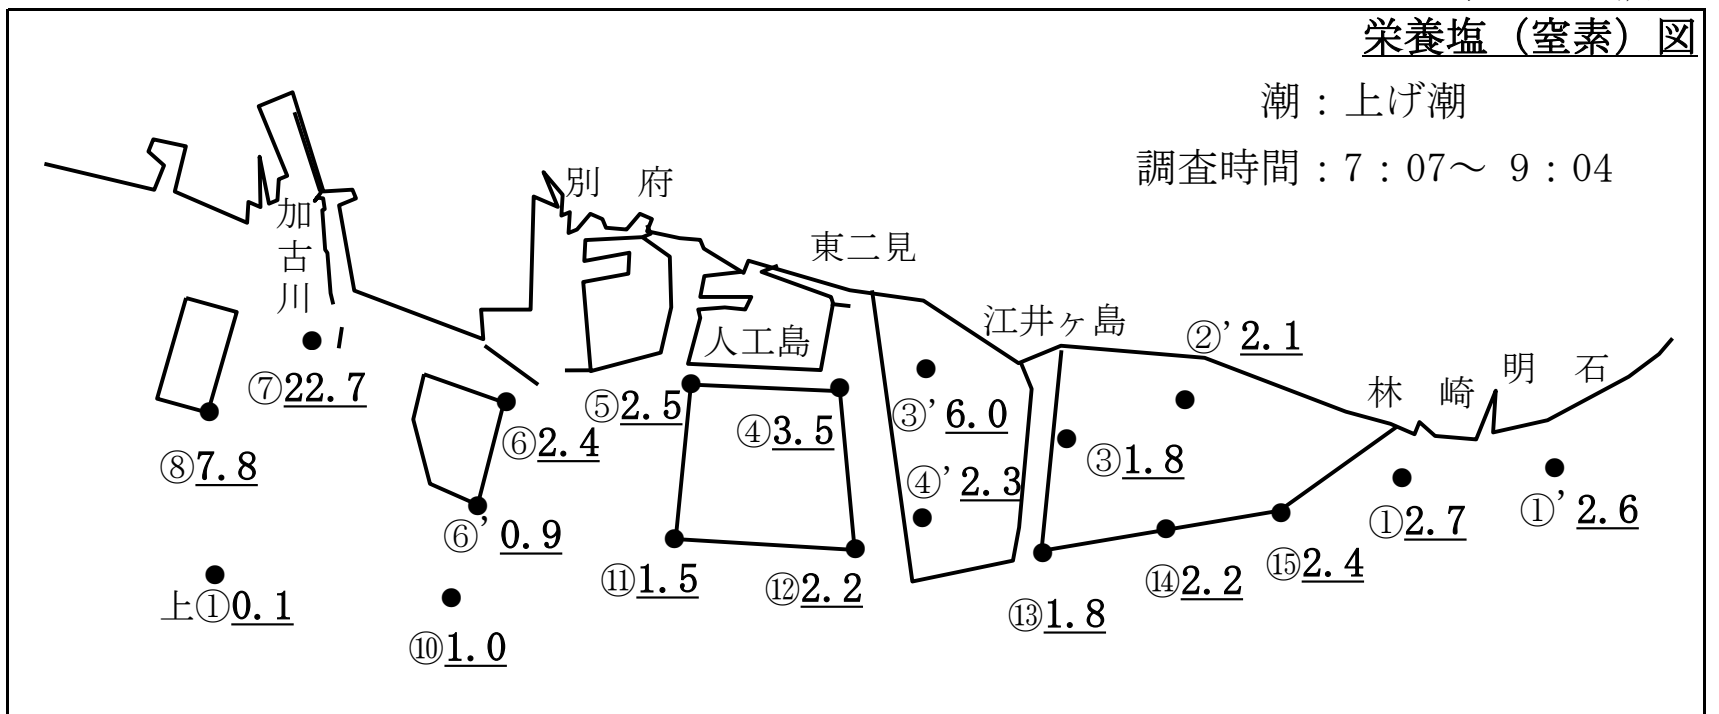 栄養塩（窒素）図
潮：上げ潮
調査時間：7：07～ 9：04
別 府
加古川
東二見
人工島
江井ヶ島
②' 2.1
明 石
林 崎
⑦22.7
⑤2.5
④3.5
③' 6.0
⑥2.4
③1.8
⑧7.8
④' 2.3
①2.7
①' 2.6
⑥' 0.9
⑪1.5
⑫2.2
⑮2.4
⑭2.2
上①0.1
⑬1.8
⑩1.0